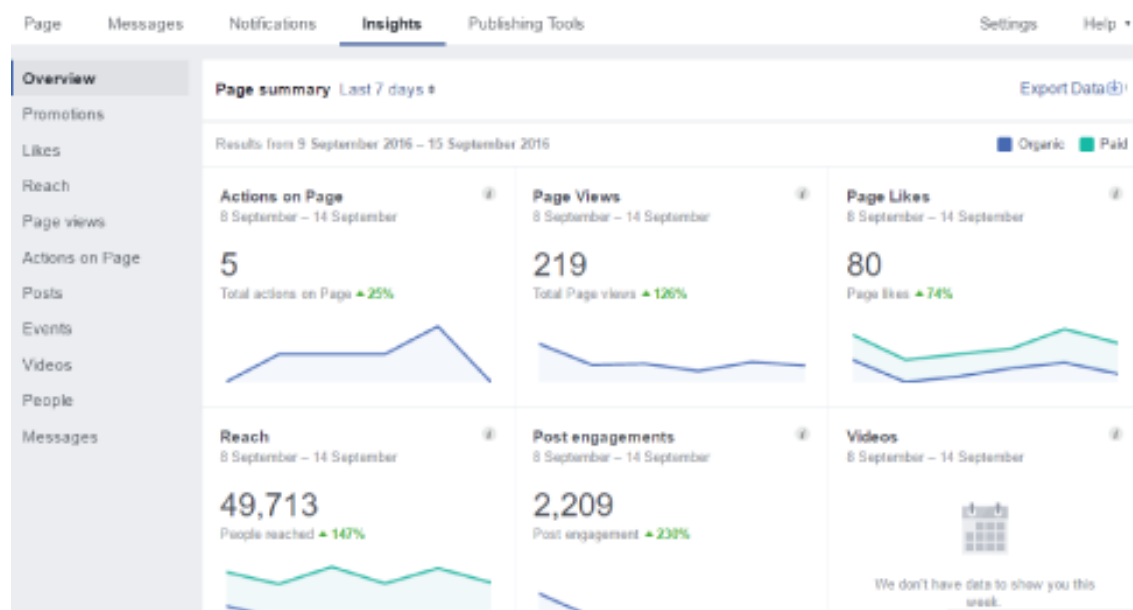 Page Messages Notifications Insights Publishing Tools Settings Help
Overview
Promotions
Likes
Reach
Page views
Actions on Page
Posts
Events
Videos
People
Messages
Page summary Last 7 days
Export Data
Results from 9 September 2016 – 15 September 2016
Organic Paid
Actions on Page
8 September – 14 September
5
Total actions on Page 25%
Page Views
8 September – 14 September
219
Total Page views 126%
Page Likes
8 September – 14 September
80
Page likes 74%
Reach
8 September – 14 September
49,713
People reached 147%
Post engagements
8 September – 14 September
2,209
Post engagement 230%
Videos
8 September – 14 September
We don't have data to show you this
week.